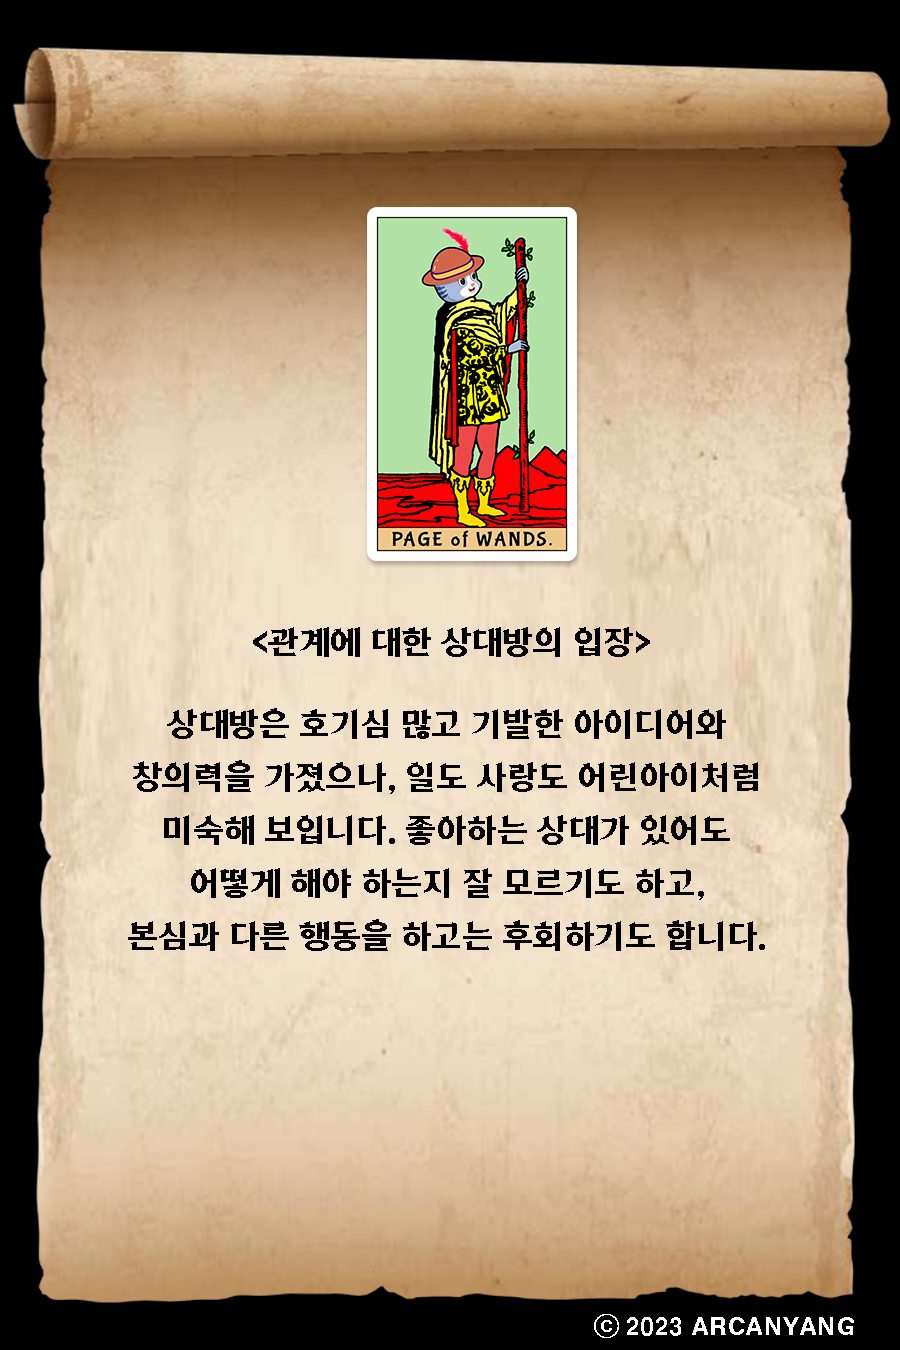 PAGE of WANDS.
<관계에 대한 상대방의 입장>
상대방은 호기심 많고 기발한 아이디어와
창의력을 가졌으나, 일도 사랑도 어린아이처럼
미숙해 보입니다. 좋아하는 상대가 있어도
어떻게 해야 하는지 잘 모르기도 하고,
본심과 다른 행동을 하고는 후회하기도 합니다.
ⓒ 2023 ARCANYANG